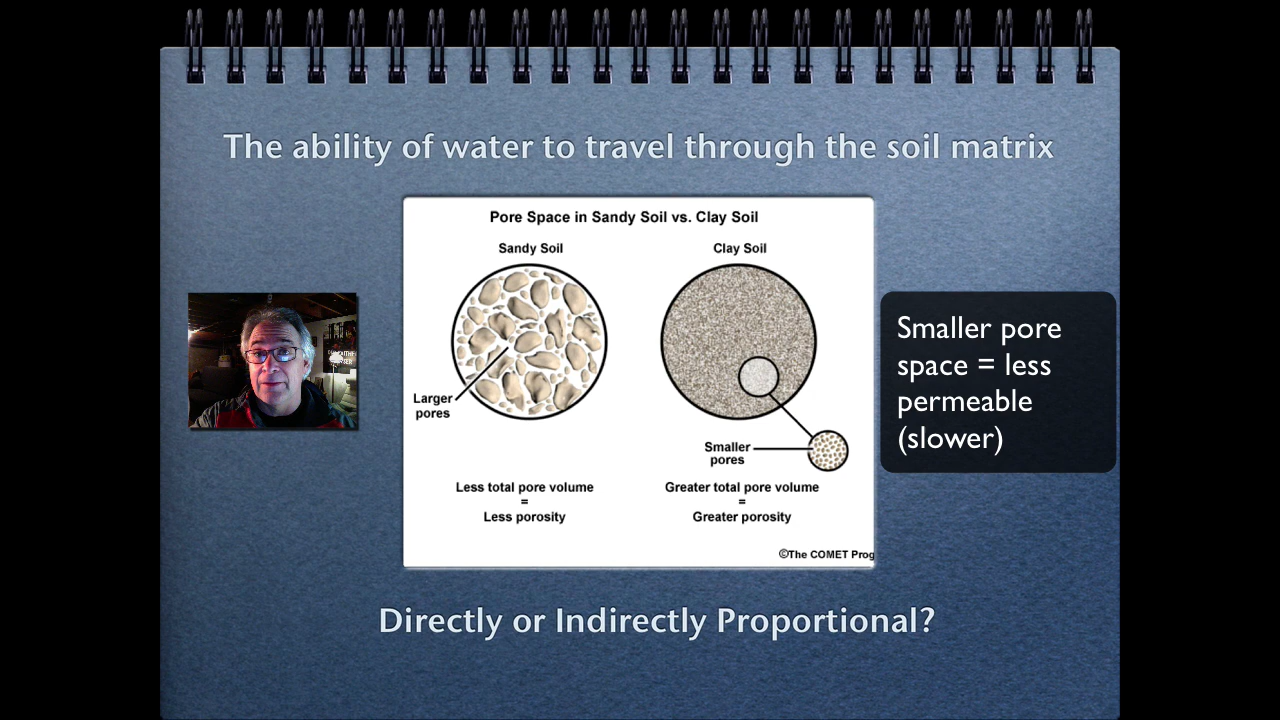 The ability of water to travel through the soil matrix
Pore Space in Sandy Soil vs. Clay Soil
Sandy Soil
Clay Soil
Larger
pores
Smaller
pores
Less total pore volume
=
Less porosity
Greater total pore volume
=
Greater porosity
©The COMET Prog
Smaller pore
space = less
permeable
(slower)
Directly or Indirectly Proportional?